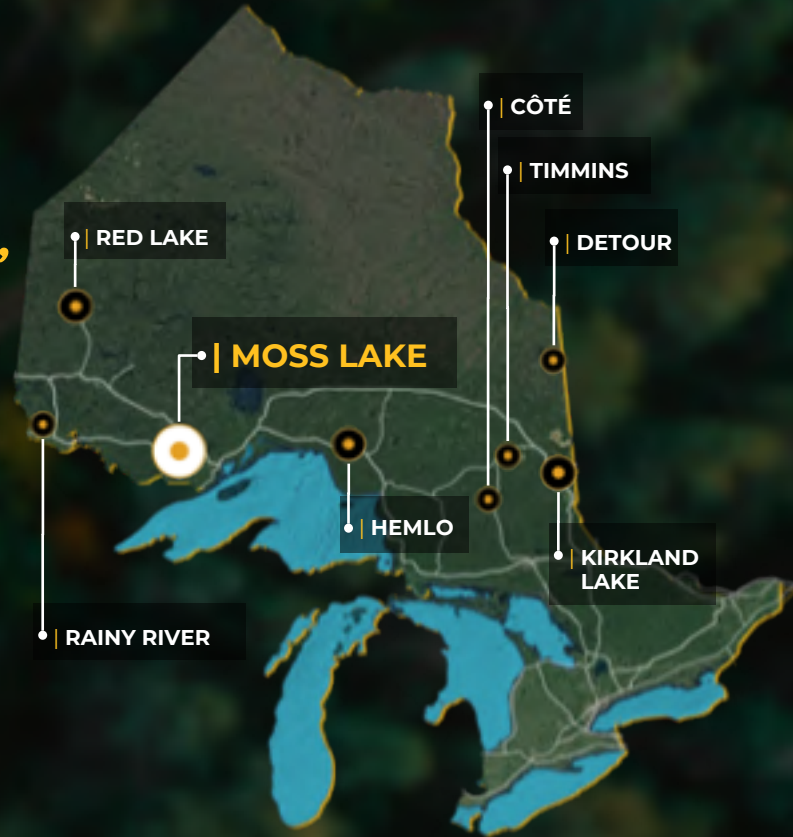 CÔTÉ
TIMMINS
RED LAKE
DETOUR
MOSS LAKE
HEMLO
KIRKLAND
LAKE
RAINY RIVER